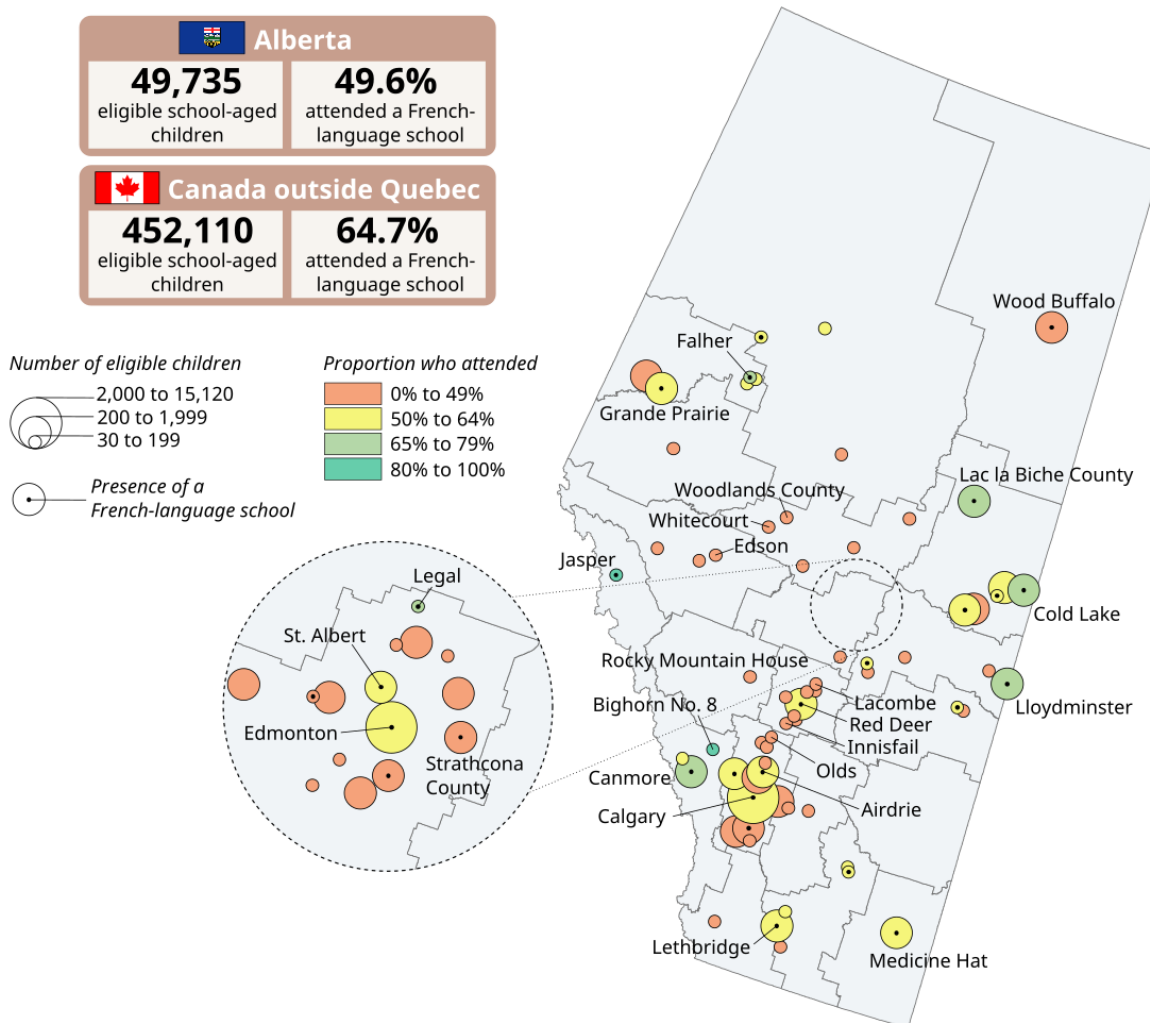 Alberta
49,735
eligible school-aged
children
49.6%
attended a French-
language school
Canada outside Quebec
452,110
eligible school-aged
children
64.7%
attended a French-
language school
Number of eligible children
2,000 to 15,120
200 to 1,999
30 to 199
Presence of a
French-language school
Proportion who attended
0% to 49%
50% to 64%
65% to 79%
80% to 100%
Wood Buffalo
Falher
Grande Prairie
Lac la Biche County
Woodlands County
Whitecourt
Edson
Jasper
Cold Lake
Legal
St. Albert
Edmonton
Strathcona
County
Rocky Mountain House
Bighorn No. 8
Lacombe
Red Deer
Innisfail
Lloydminster
Olds
Canmore
Airdrie
Calgary
Lethbridge
Medicine Hat